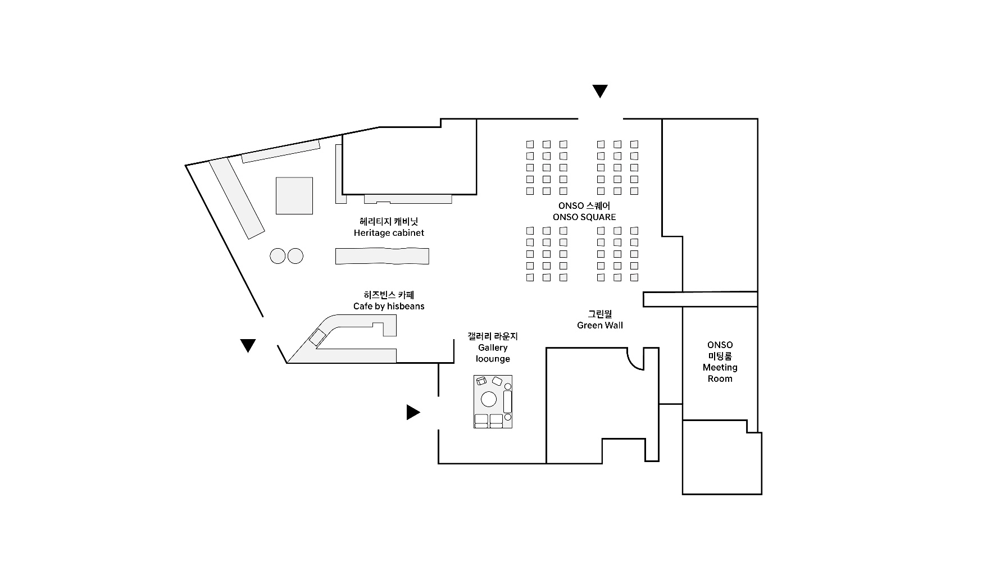 ONSO 스퀘어
ONSO SQUARE
헤리티지 캐비닛
Heritage cabinet
히즈빈스 카페
Cafe by hisbeans
그린월
Green Wall
갤러리 라운지
Gallery
loounge
ONSO
미팅룸
Meeting
Room